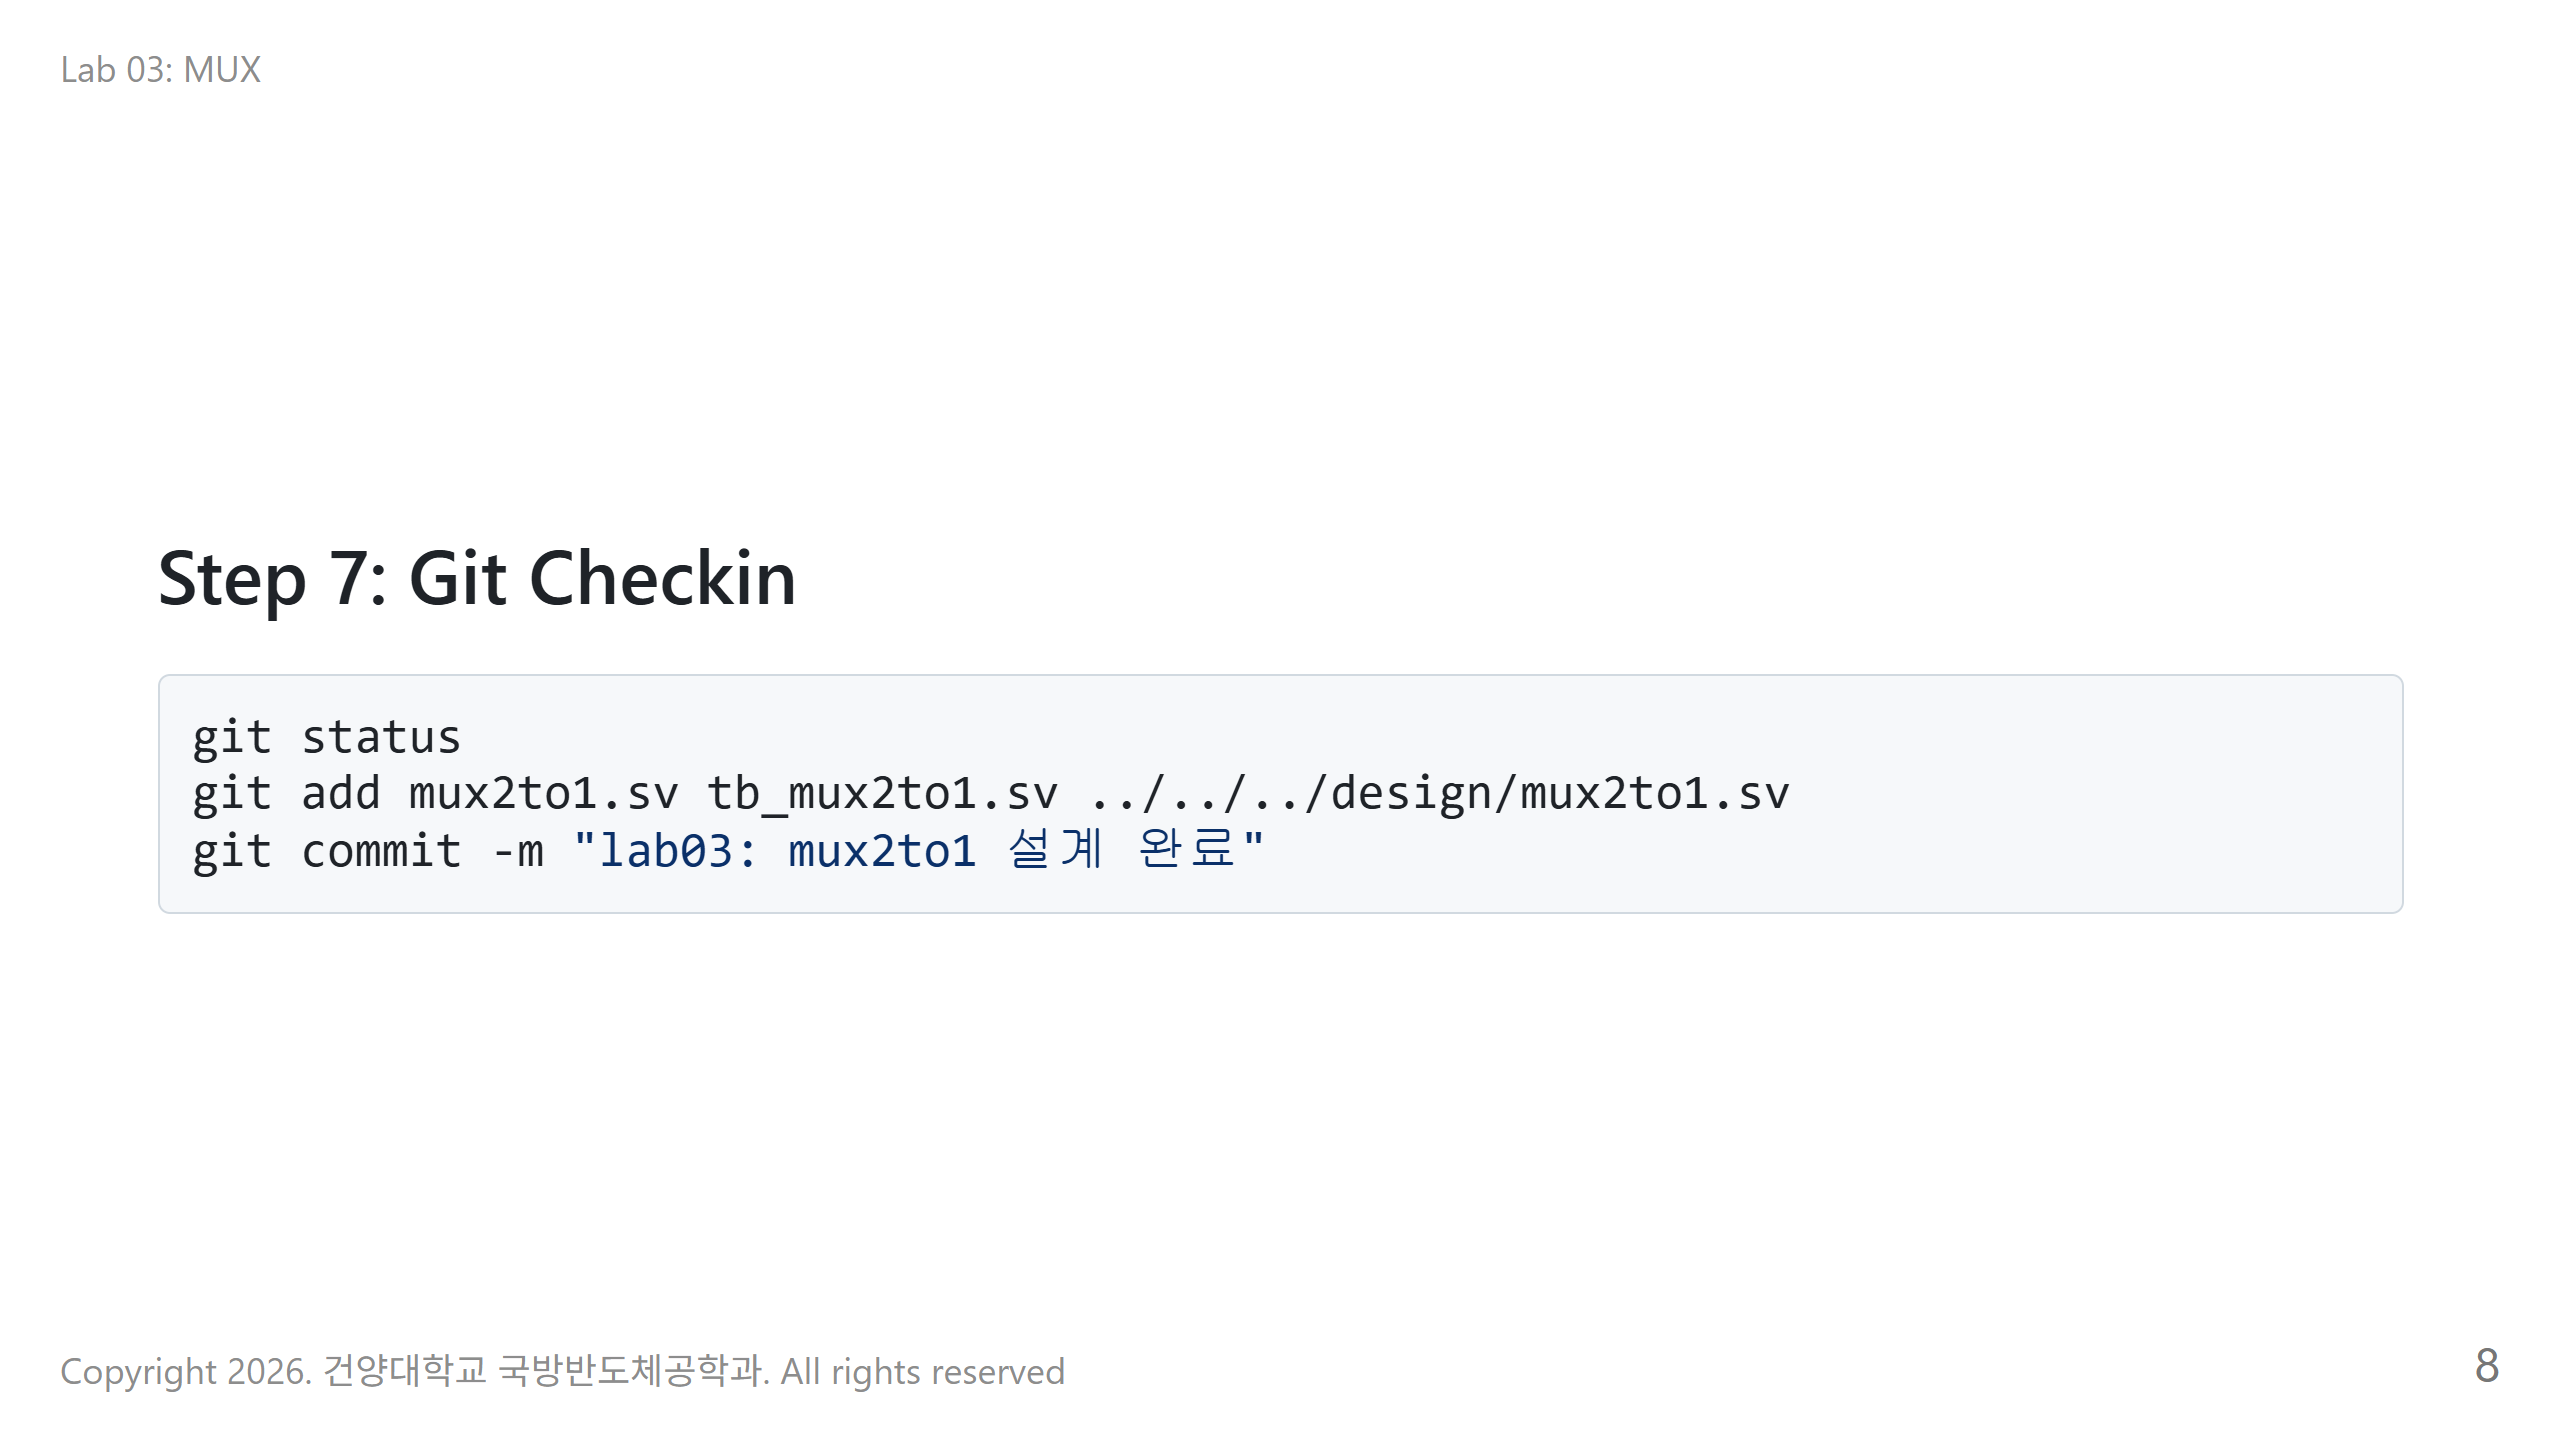 Lab 03: MUX
Step 7: Git Checkin
git status
git add mux2to1.sv tb_mux2to1.sv ../../../design/mux2to1.sv
git commit -m "lab03: mux2to1 설계 완료"
Copyright 2026. 건양대학교 국방반도체공학과. All rights reserved
8